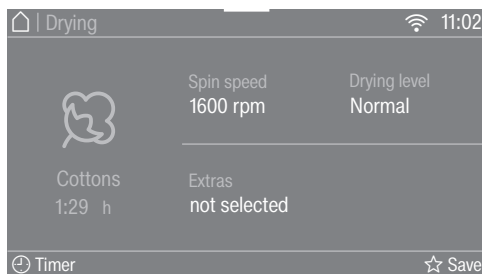 | Drying 11:02
Spin speed Drying level
1600 rpm Normal
Cottons
1:29 h
Extras
not selected
Timer Save